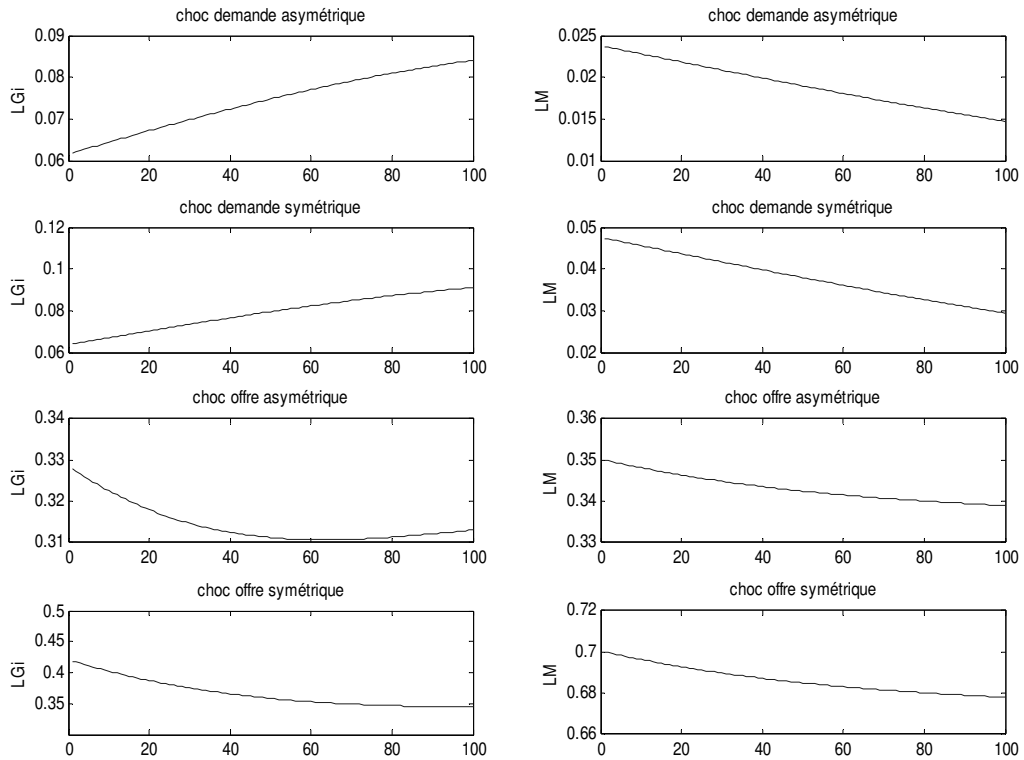 choc demande asymétrique
0.09
0.08
0.07
0.06
LGi
0 20 40 60 80 100
choc demande asymétrique
0.025
0.02
0.015
0.01
LM
0 20 40 60 80 100
choc demande symétrique
0.12
0.1
0.08
0.06
LGi
0 20 40 60 80 100
choc demande symétrique
0.05
0.04
0.03
0.02
LM
0 20 40 60 80 100
choc offre asymétrique
0.34
0.33
0.32
0.31
LGi
0 20 40 60 80 100
choc offre asymétrique
0.36
0.35
0.34
0.33
LM
0 20 40 60 80 100
choc offre symétrique
0.5
0.45
0.4
0.35
LGi
0 20 40 60 80 100
choc offre symétrique
0.72
0.7
0.68
0.66
LM
0 20 40 60 80 100